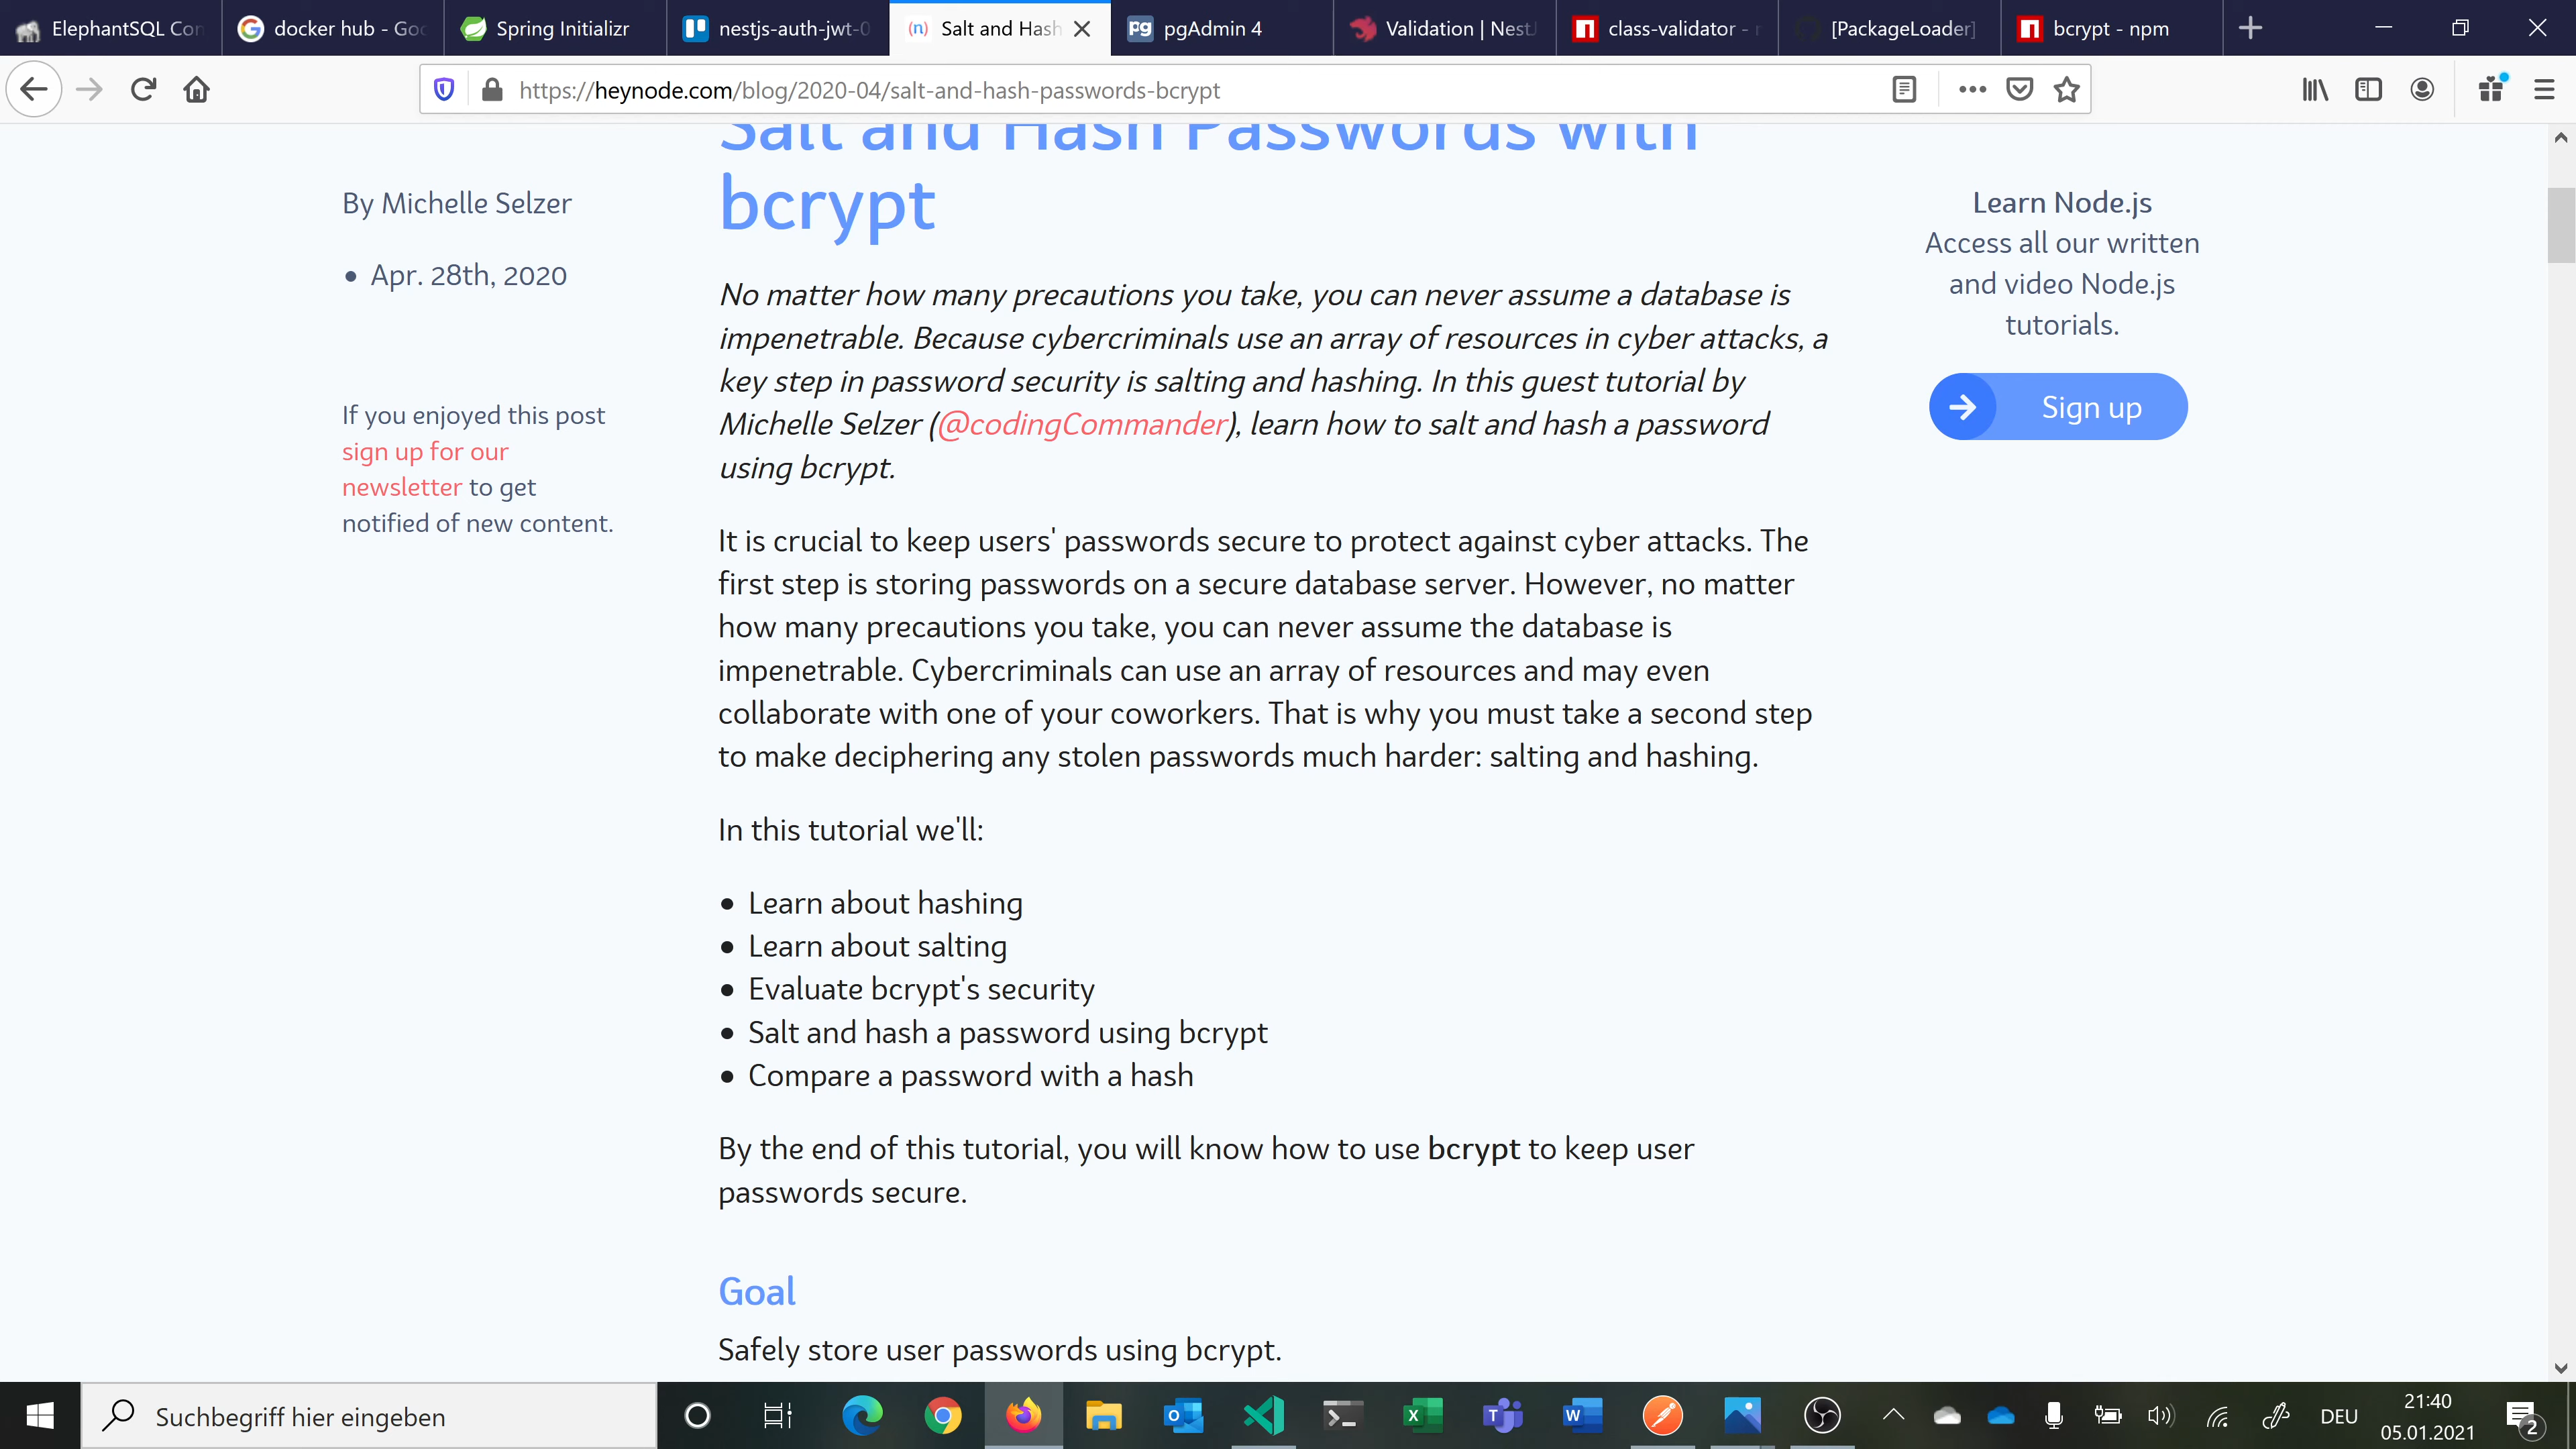 ElephantSQL Con
docker hub - Goo
Spring Initializr
nestjs-auth-jwt-0
(n) Salt and Hash
pgAdmin 4
Validation | NestJ
class-validator - n
[PackageLoader]
bcrypt - npm
https://heynode.com/blog/2020-04/salt-and-hash-passwords-bcrypt
Salt and Hash Passwords with
bcrypt
By Michelle Selzer
• Apr. 28th, 2020
If you enjoyed this post
sign up for our
newsletter to get
notified of new content.
No matter how many precautions you take, you can never assume a database is
impenetrable. Because cybercriminals use an array of resources in cyber attacks, a
key step in password security is salting and hashing. In this guest tutorial by
Michelle Selzer (@codingCommander), learn how to salt and hash a password
using bcrypt.
It is crucial to keep users' passwords secure to protect against cyber attacks. The
first step is storing passwords on a secure database server. However, no matter
how many precautions you take, you can never assume the database is
impenetrable. Cybercriminals can use an array of resources and may even
collaborate with one of your coworkers. That is why you must take a second step
to make deciphering any stolen passwords much harder: salting and hashing.
In this tutorial we'll:
• Learn about hashing
• Learn about salting
• Evaluate bcrypt's security
• Salt and hash a password using bcrypt
• Compare a password with a hash
By the end of this tutorial, you will know how to use bcrypt to keep user
passwords secure.
Goal
Safely store user passwords using bcrypt.
Learn Node.js
Access all our written
and video Node.js
tutorials.
Sign up
Suchbegriff hier eingeben
DEU
21:40
05.01.2021
2